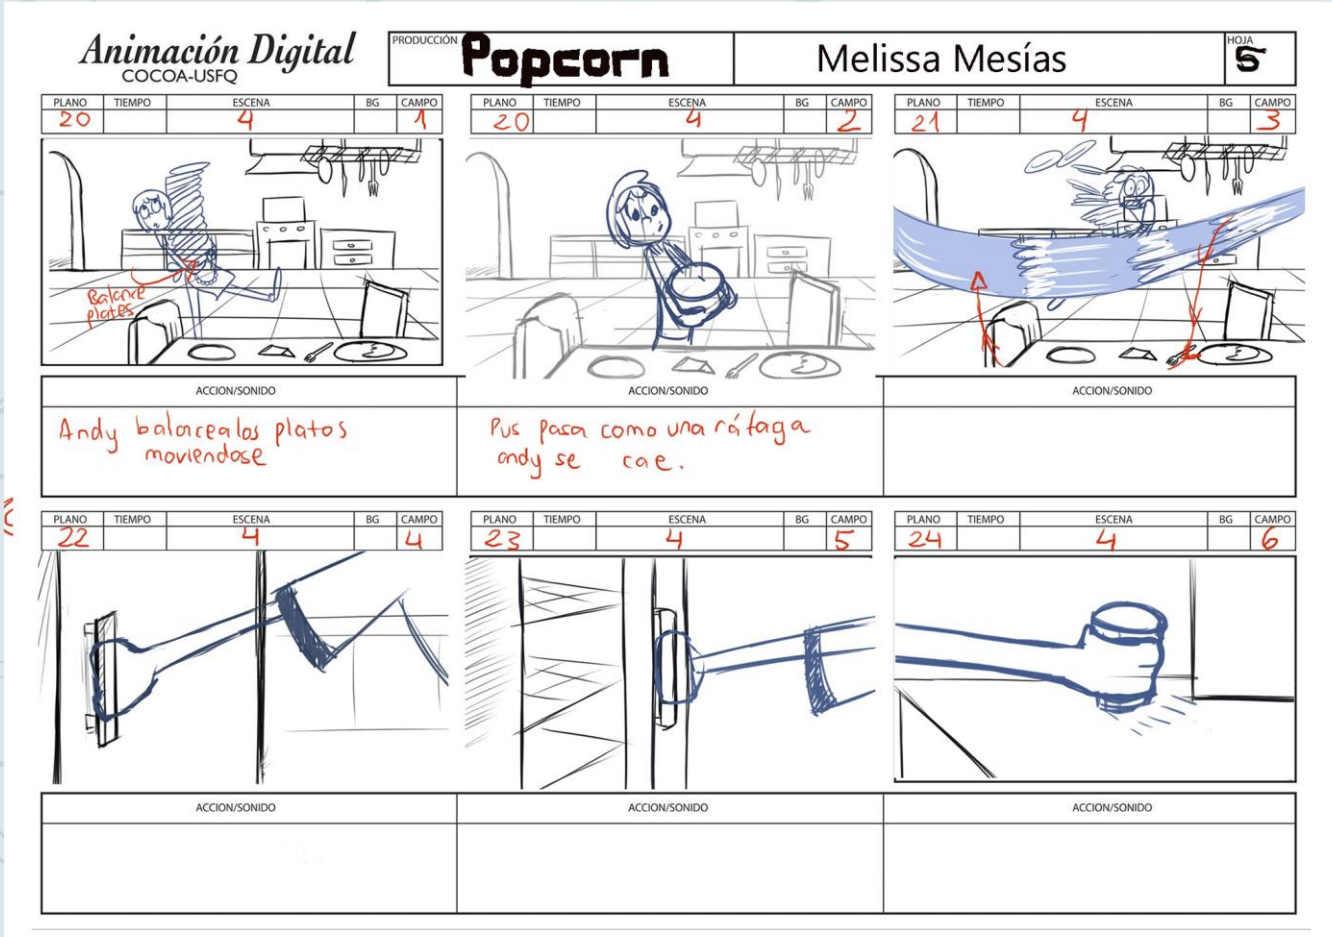 Animación Digital
COCOA-USFQ
PRODUCCIÓN Popcorn
Melissa Mesías
HOJA 5
PLANO TIEMPO ESCENA BG CAMPO
20 4 1
PLANO TIEMPO ESCENA BG CAMPO
20 4 2
PLANO TIEMPO ESCENA BG CAMPO
21 4 3
Balance
plates
ACCION/SONIDO
Andy balacealos platos
moviendose
ACCION/SONIDO
Pus pasa como una ráfaga
andy se cae.
ACCION/SONIDO
PLANO TIEMPO ESCENA BG CAMPO
22 4 4
PLANO TIEMPO ESCENA BG CAMPO
23 4 5
PLANO TIEMPO ESCENA BG CAMPO
24 4 6
ACCION/SONIDO
ACCION/SONIDO
ACCION/SONIDO